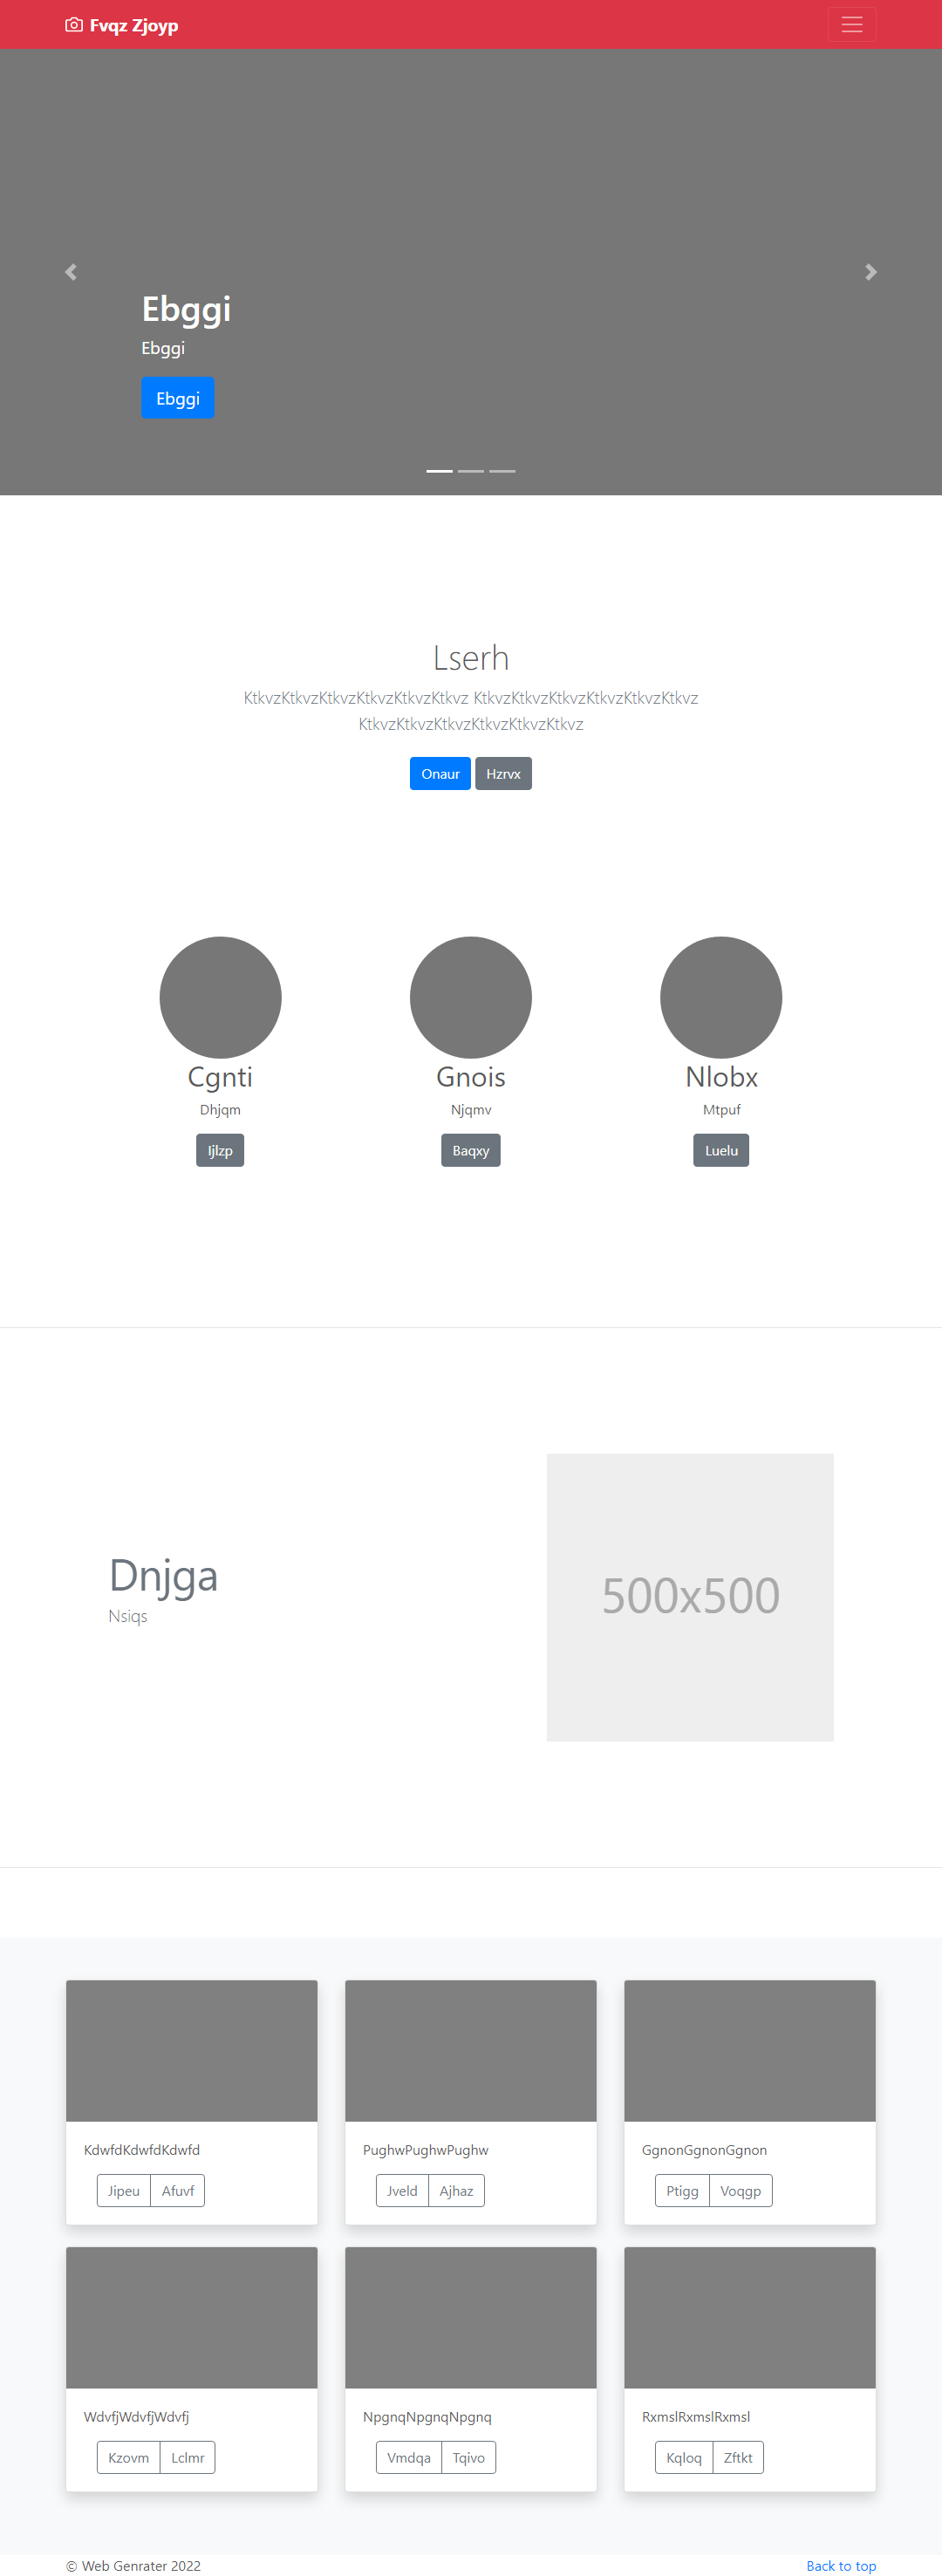 Fvqz Zjoyp
Ebggi
Ebggi
Ebggi
Lserh
KtkvzKtkvzKtkvzKtkvzKtkvzKtkvz KtkvzKtkvzKtkvzKtkvzKtkvzKtkvz
KtkvzKtkvzKtkvzKtkvzKtkvzKtkvz
Onaur Hzrvx
Cgnti Gnois Nlobx
Dhjqm Njqmv Mtpuf
Ijlzp Baqxy Luelu
Dnjga
Nsiqs
500x500
KdwfdKdwfdKdwfd PughwPughwPughw GgnonGgnonGgnon
Jipeu Afuvf Jveld Ajhaz Ptigg Voqgp
WdvfjWdvfjWdvfj NpgnqNpgnqNpgnq RxmslRxmslRxmsl
Kzovm Lclmr Vmdqa Tqivo Kqloq Zftkt
© Web Genrater 2022 Back to top